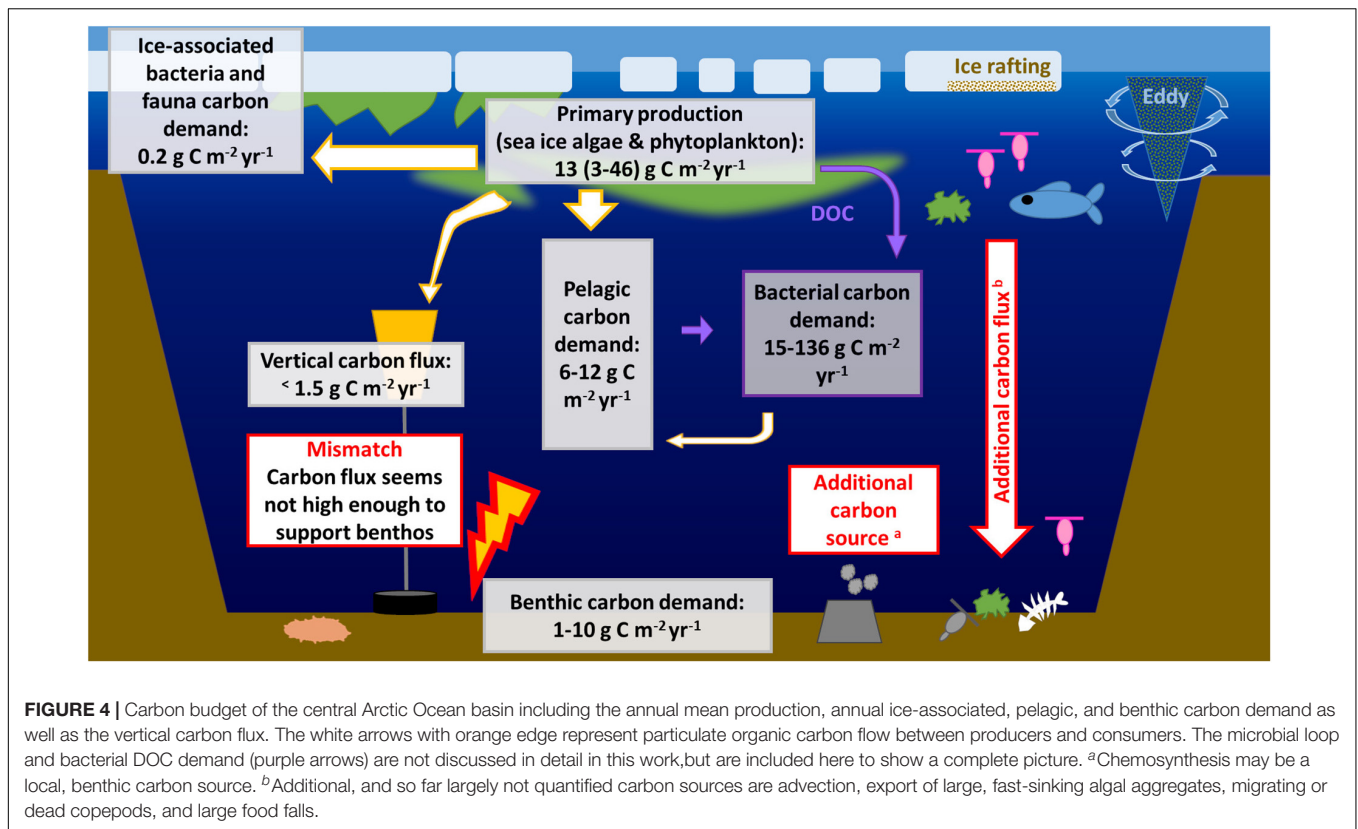 Ice-associated
bacteria and
fauna carbon
demand:
0.2 g C m⁻² yr⁻¹
Primary production
(sea ice algae & phytoplankton):
13 (3-46) g C m⁻² yr⁻¹
Ice rafting
Eddy
DOC
Pelagic
carbon
demand:
6-12 g C
m⁻² yr⁻¹
Bacterial carbon
demand:
15-136 g C m⁻²
yr⁻¹
Additional carbon flux ᵇ
Vertical carbon flux:
< 1.5 g C m⁻² yr⁻¹
Mismatch
Carbon flux seems
not high enough to
support benthos
Additional
carbon
source ᵃ
Benthic carbon demand:
1-10 g C m⁻² yr⁻¹
FIGURE 4 | Carbon budget of the central Arctic Ocean basin including the annual mean production, annual ice-associated, pelagic, and benthic carbon demand as
well as the vertical carbon flux. The white arrows with orange edge represent particulate organic carbon flow between producers and consumers. The microbial loop
and bacterial DOC demand (purple arrows) are not discussed in detail in this work,but are included here to show a complete picture. ᵃChemosynthesis may be a
local, benthic carbon source. ᵇAdditional, and so far largely not quantified carbon sources are advection, export of large, fast-sinking algal aggregates, migrating or
dead copepods, and large food falls.